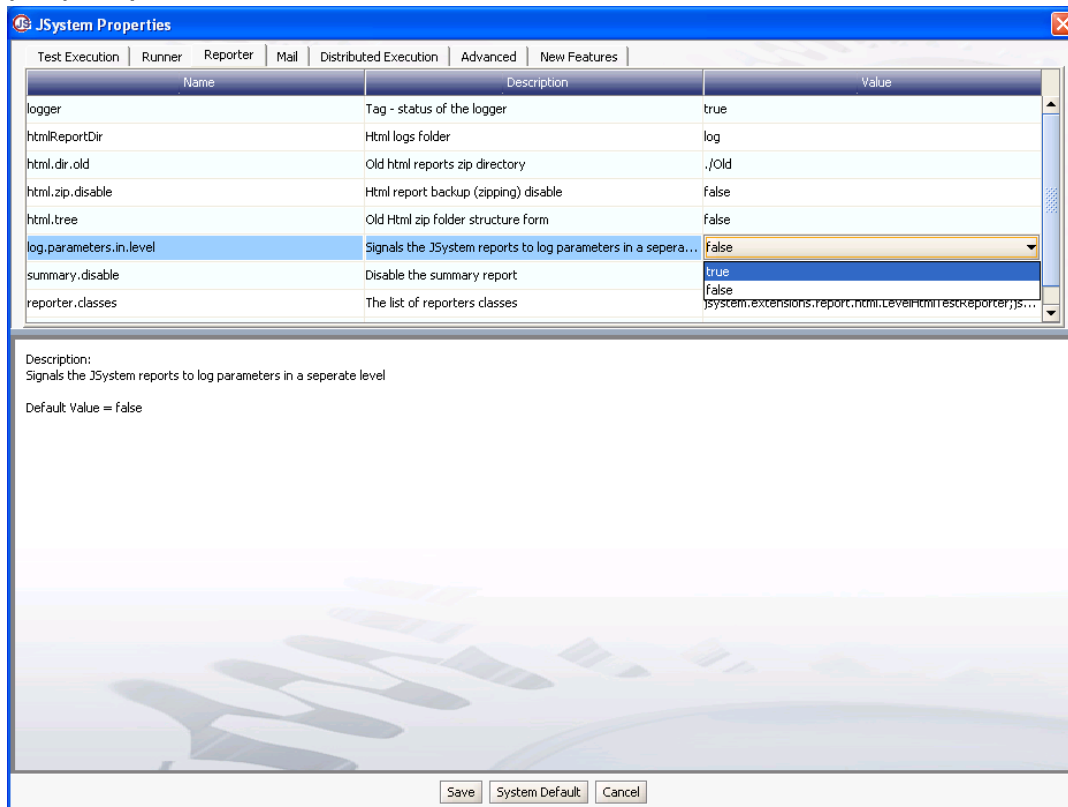 JSystem Properties
Test Execution Runner Reporter Mail Distributed Execution Advanced New Features
Name Description Value
logger Tag - status of the logger true
htmlReportDir Html logs folder log
html.dir.old Old html reports zip directory ./Old
html.zip.disable Html report backup (zipping) disable false
html.tree Old Html zip folder structure form false
log.parameters.in.level Signals the JSystem reports to log parameters in a sepera... false
summary.disable Disable the summary report true
false
reporter.classes The list of reporters classes jsystem.extensions.report.html.LevelHtmlTestReporter;js...
Description:
Signals the JSystem reports to log parameters in a seperate level
Default Value = false
Save System Default Cancel